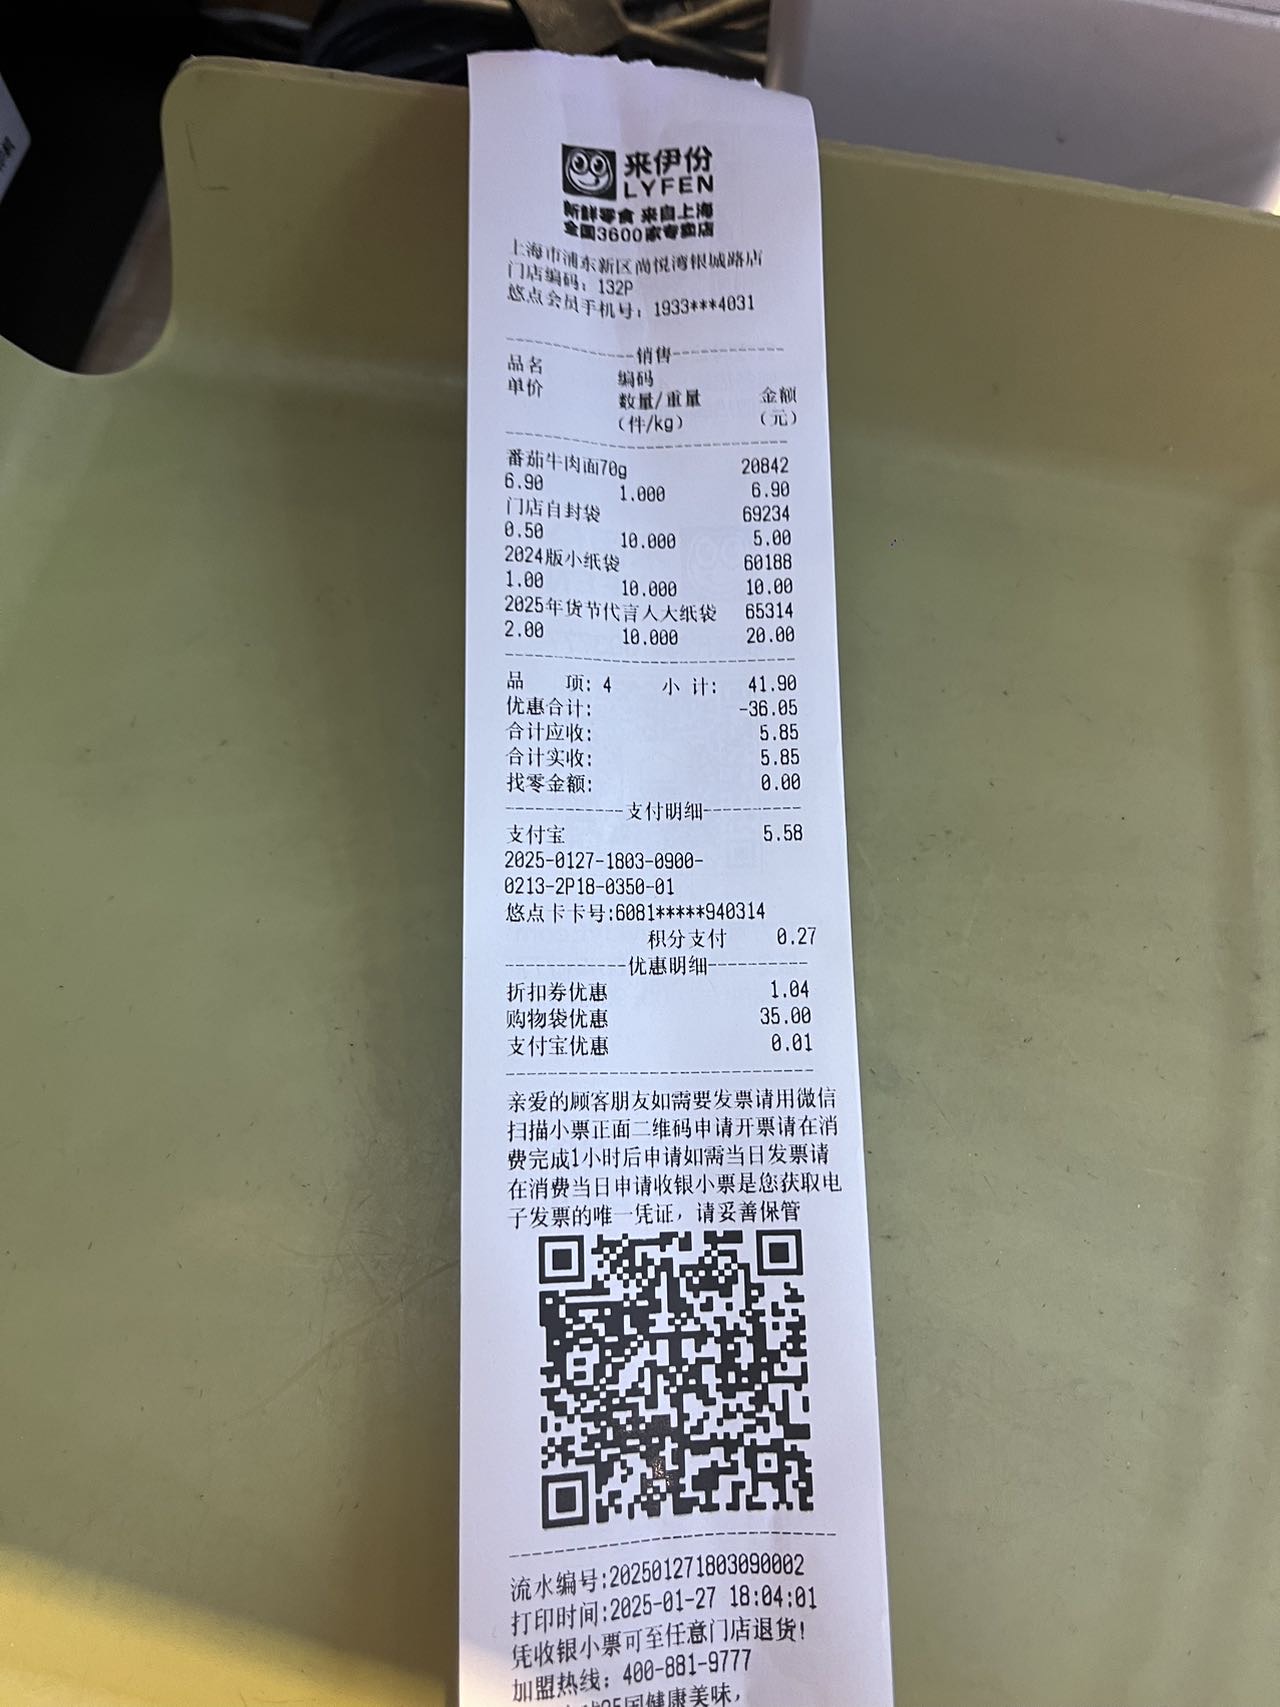 来伊份
LYFEN
新鲜零食 来自上海
全国3600家专卖店
上海市浦东新区尚悦湾银城路店
门店编码：132P
悠点会员手机号：1933***4031
-------------销售-------------
品名 编码
单价 数量/重量 金额
（件/kg） （元）
番茄牛肉面70g 20842
6.90 1.000 6.90
门店自封袋 69234
0.50 10.000 5.00
2024版小纸袋 60188
1.00 10.000 10.00
2025年货节代言人大纸袋 65314
2.00 10.000 20.00
品 项: 4 小 计: 41.90
优惠合计: -36.05
合计应收: 5.85
合计实收: 5.85
找零金额: 0.00
------------支付明细----------
支付宝 5.58
2025-0127-1803-0900-
0213-2P18-0350-01
悠点卡卡号:6081*****940314
积分支付 0.27
------------优惠明细----------
折扣券优惠 1.04
购物袋优惠 35.00
支付宝优惠 0.01
亲爱的顾客朋友如需要发票请用微信
扫描小票正面二维码申请开票请在消
费完成1小时后申请如需当日发票请
在消费当日申请收银小票是您获取电
子发票的唯一凭证，请妥善保管
流水编号:202501271803090002
打印时间:2025-01-27 18:04:01
凭收银小票可至任意门店退货!
加盟热线：400-881-9777
25国健康美味，